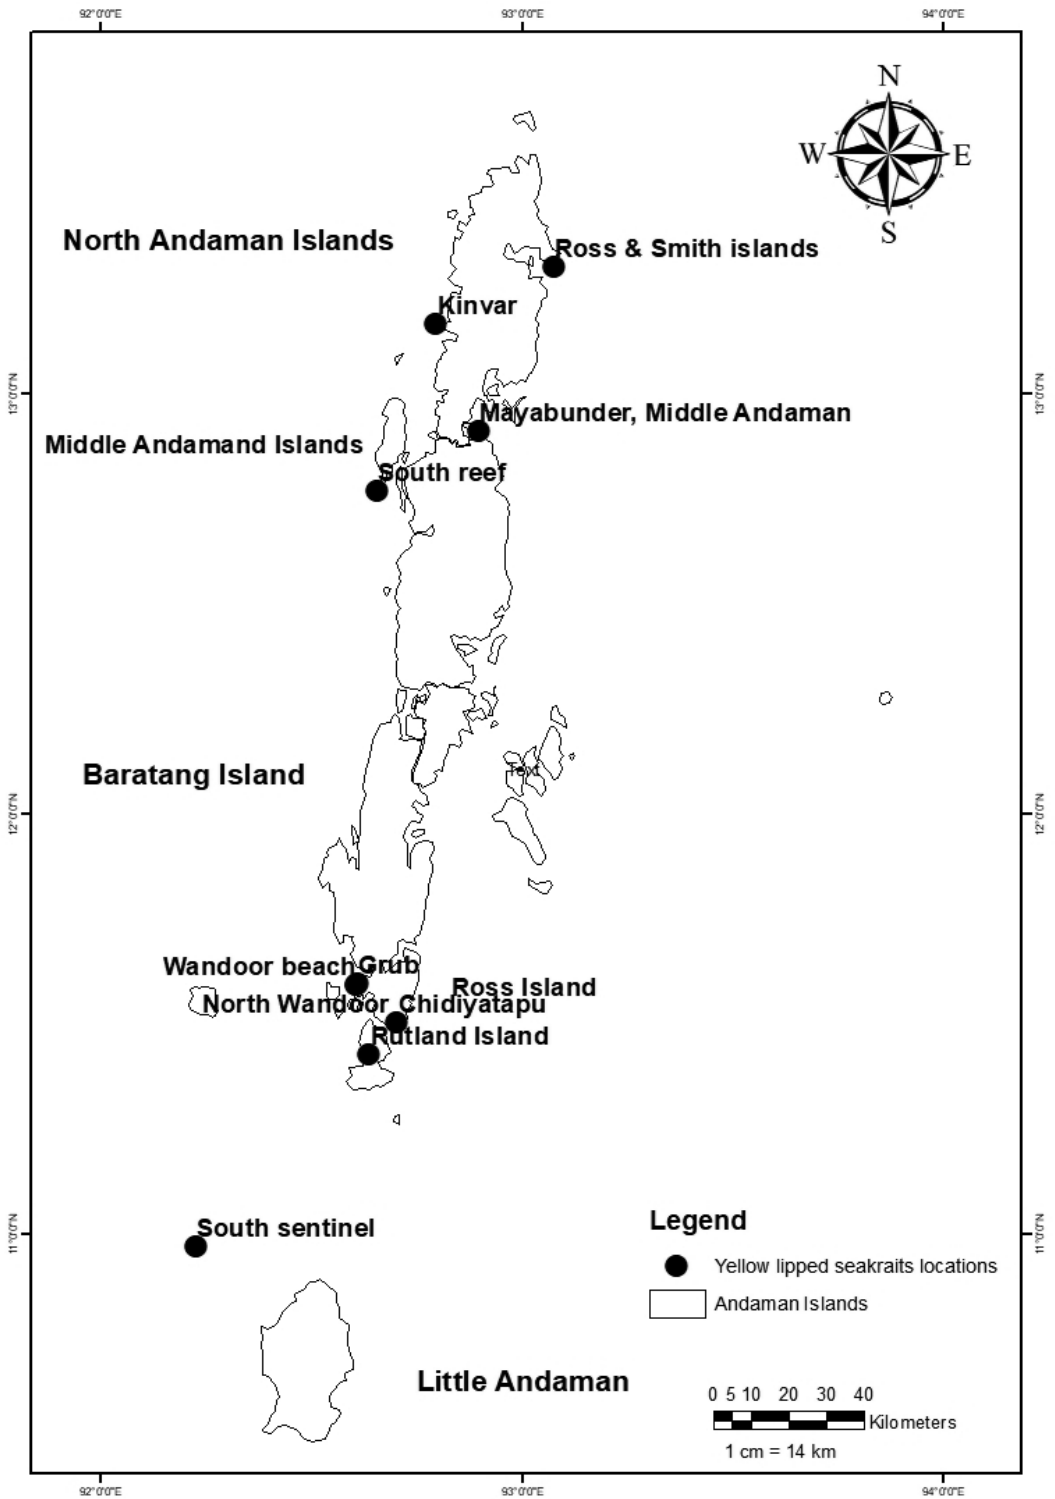 92°0'0"E 93°0'0"E 94°0'0"E
N
W E
S
North Andaman Islands
Ross & Smith islands
Kinvar
13°0'0"N 13°0'0"N
Mayabunder, Middle Andaman
Middle Andamand Islands
South reef
Text
Baratang Island
12°0'0"N 12°0'0"N
Wandoor beach Grub
Ross Island
North Wandoor Chidiyatapu
Rutland Island
South sentinel
11°0'0"N 11°0'0"N
Legend
Yellow lipped seakraits locations
Andaman Islands
Little Andaman
0 5 10 20 30 40
Kilometers
1 cm = 14 km
92°0'0"E 93°0'0"E 94°0'0"E